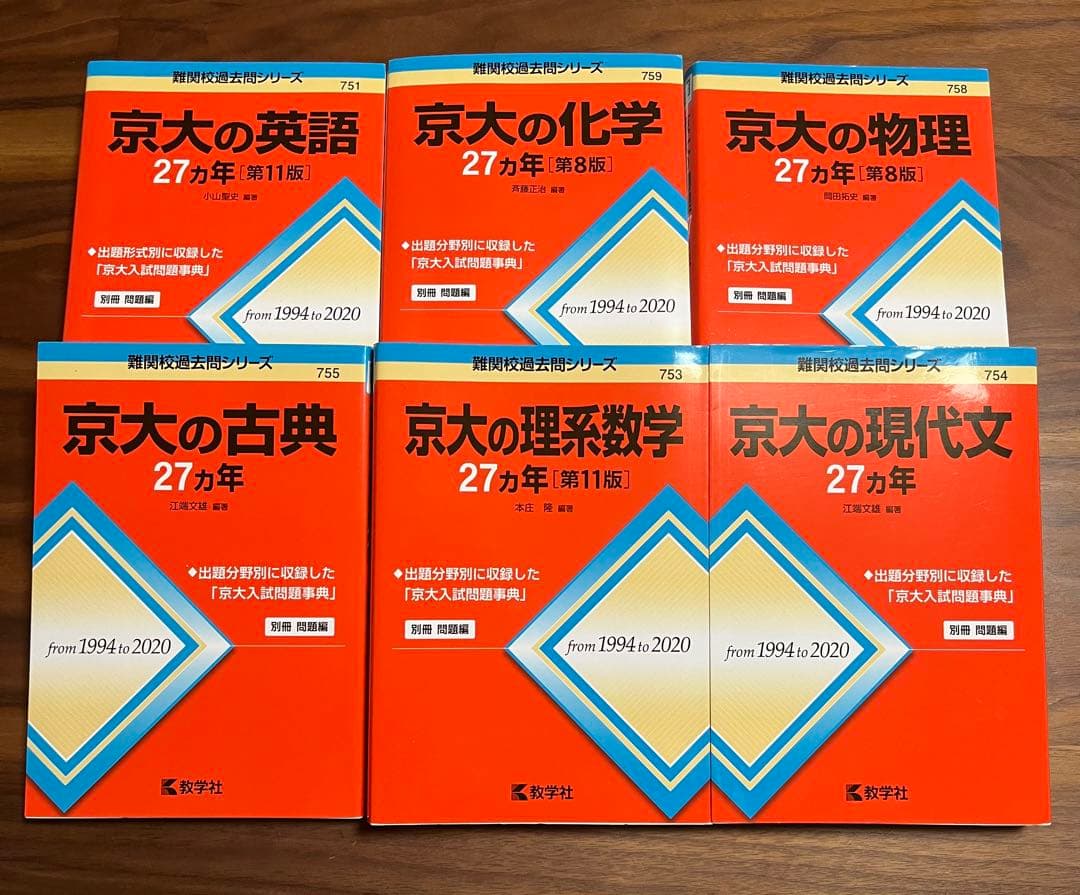 難関校過去問シリーズ
751
京大の英語
27ヵ年[第11版]
小山聖史 編著
◆出題形式別に収録した
「京大入試問題事典」
別冊 問題編
from 1994 to 2020
難関校過去問シリーズ
759
京大の化学
27ヵ年[第8版]
斉藤正治 編著
◆出題分野別に収録した
「京大入試問題事典」
別冊 問題編
from 1994 to 2020
難関校過去問シリーズ
758
京大の物理
27ヵ年[第8版]
岡田拓史 編著
◆出題分野別に収録した
「京大入試問題事典」
別冊 問題編
from 1994 to 2020
難関校過去問シリーズ
755
京大の古典
27ヵ年
江端文雄 編著
◆出題分野別に収録した
「京大入試問題事典」
別冊 問題編
from 1994 to 2020
教学社
難関校過去問シリーズ
753
京大の理系数学
27ヵ年[第11版]
本庄 隆 編著
◆出題分野別に収録した
「京大入試問題事典」
別冊 問題編
from 1994 to 2020
教学社
難関校過去問シリーズ
754
京大の現代文
27ヵ年
江端文雄 編著
◆出題分野別に収録した
「京大入試問題事典」
別冊 問題編
from 1994 to 2020
教学社